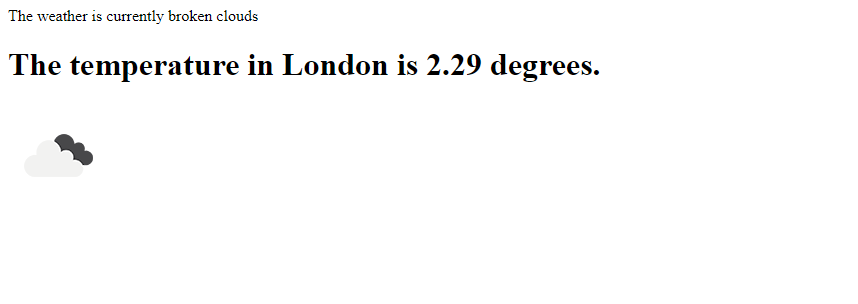 The weather is currently broken clouds
The temperature in London is 2.29 degrees.